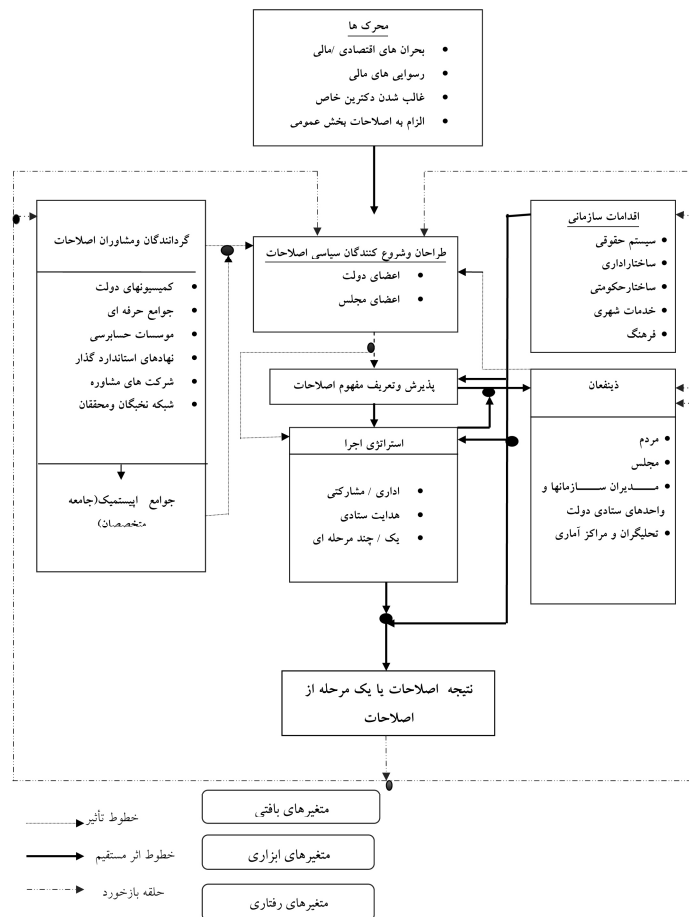 محرک ها
بحران های اقتصادی /مالی
رسوایی های مالی
غالب شدن دکترین خاص
الزام به اصلاحات بخش عمومی
اقدامات سازمانی
سیستم حقوقی
ساختاراداری
ساختارحکومتی
خدمات شهری
فرهنگ
طراحان وشروع کنندگان سیاسی اصلاحات
اعضای دولت
اعضای مجلس
گردانندگان ومشاوران اصلاحات
کمیسیونهای دولت
جوامع حرفه ای
موسسات حسابرسی
نهادهای استاندارد گذار
شرکت های مشاوره
شبکه نخبگان ومحققان
جوامع اپیستمیک(جامعه
متخصصان)
پذیرش وتعریف مفهوم اصلاحات
ذینفعان
مردم
مجلس
مــــدیران ســــازمانها و
واحدهای ستادی دولت
تحلیگران و مراکز آماری
استراتژی اجرا
اداری / مشارکتی
هدایت ستادی
یک / چند مرحله ای
نتیجه اصلاحات یا یک مرحله از
اصلاحات
متغیرهای بافتی
خطوط تأثیر
متغیرهای ابزاری
خطوط اثر مستقیم
متغیرهای رفتاری
حلقه بازخورد